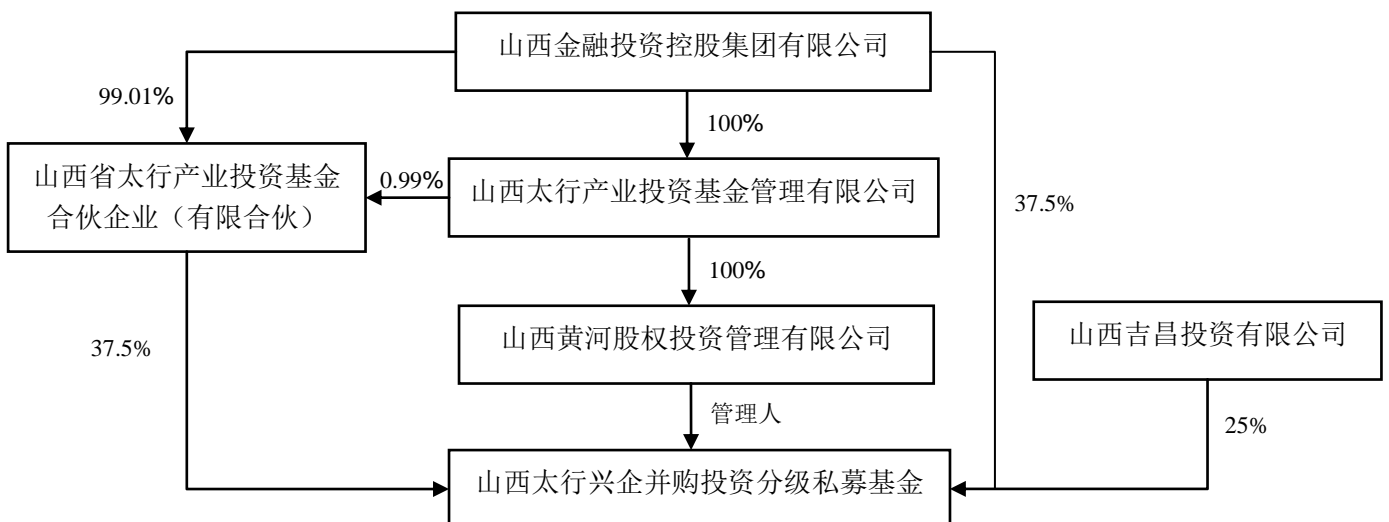 山西金融投资控股集团有限公司
99.01%
100%
山西省太行产业投资基金
合伙企业（有限合伙）
0.99%
山西太行产业投资基金管理有限公司
37.5%
100%
37.5%
山西黄河股权投资管理有限公司
山西吉昌投资有限公司
管理人
25%
山西太行兴企并购投资分级私募基金